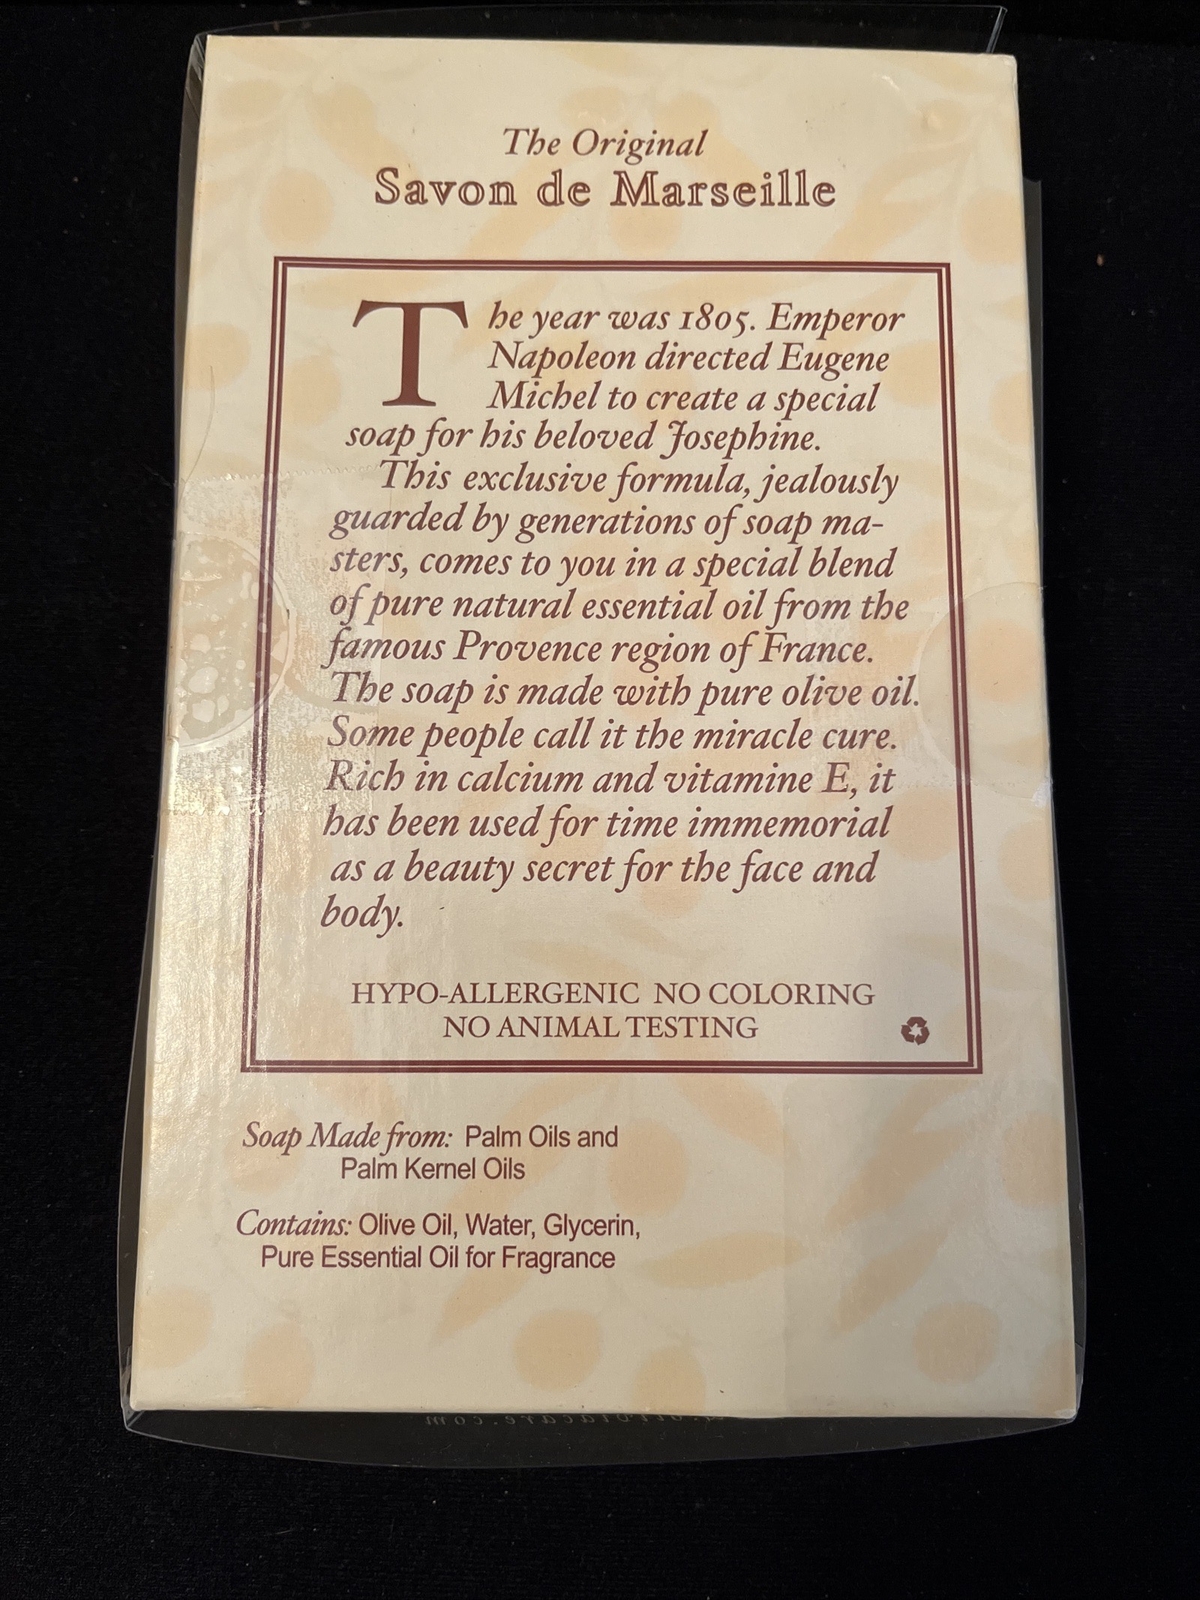 The Original
Savon de Marseille
The year was 1805. Emperor
Napoleon directed Eugene
Michel to create a special
soap for his beloved Josephine.
This exclusive formula, jealously
guarded by generations of soap ma-
sters, comes to you in a special blend
of pure natural essential oil from the
famous Provence region of France.
The soap is made with pure olive oil.
Some people call it the miracle cure.
Rich in calcium and vitamine E, it
has been used for time immemorial
as a beauty secret for the face and
body.
HYPO-ALLERGENIC NO COLORING
NO ANIMAL TESTING
Soap Made from: Palm Oils and
Palm Kernel Oils
Contains: Olive Oil, Water, Glycerin,
Pure Essential Oil for Fragrance